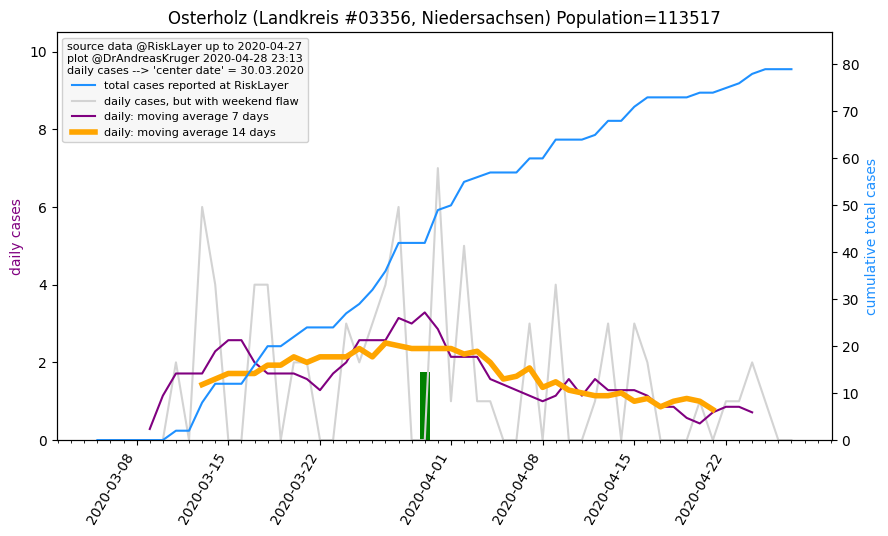 Osterholz (Landkreis #03356, Niedersachsen) Population=113517
source data @RiskLayer up to 2020-04-27
plot @DrAndreasKruger 2020-04-28 23:13
daily cases --> 'center date' = 30.03.2020
total cases reported at RiskLayer
daily cases, but with weekend flaw
daily: moving average 7 days
daily: moving average 14 days
daily cases
10
8
6
4
2
0
cumulative total cases
80
70
60
50
40
30
20
10
0
2020-03-08
2020-03-15
2020-03-22
2020-04-01
2020-04-08
2020-04-15
2020-04-22